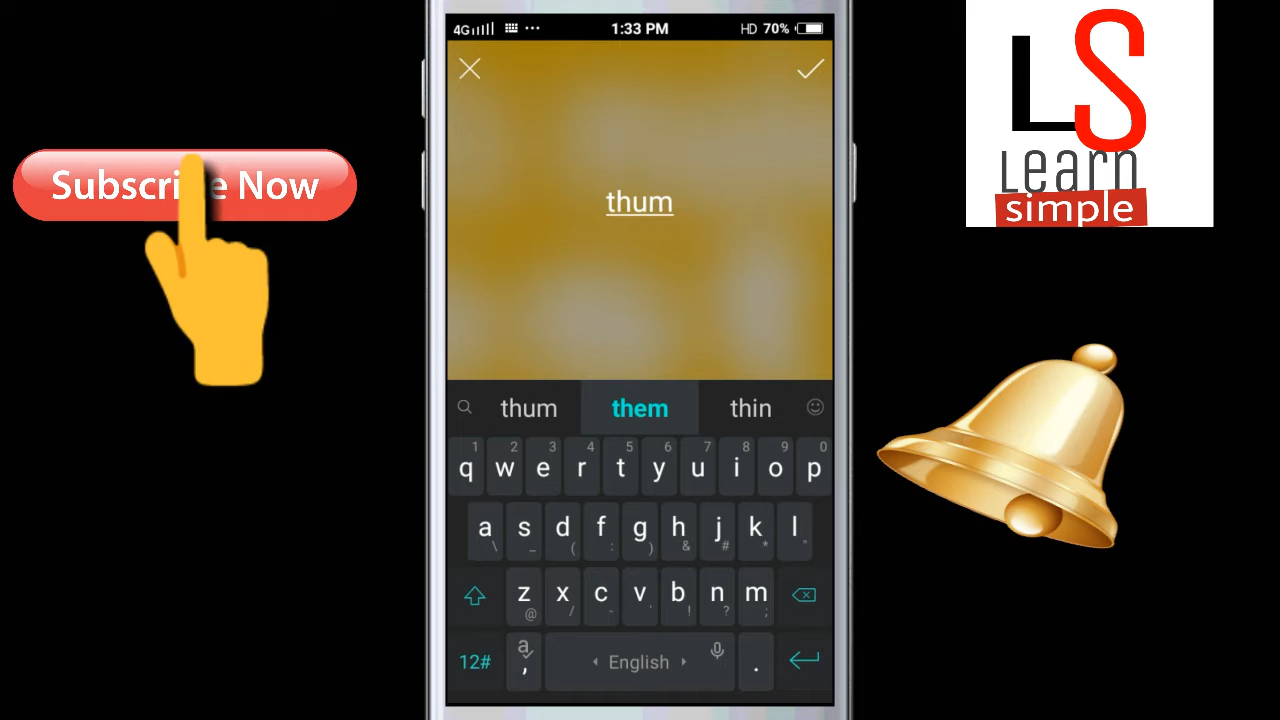 4G
1:33 PM
HD 70%
Subscribe Now
LS
Learn
simple
thum
thum them thin
1 2 3 4 5 6 7 8 9 0
q w e r t y u i o p
a s d f g h j k l
\ _ ( : ) & # * "
z x c v b n m
@ / - ' ! ? ;
12# a , English .